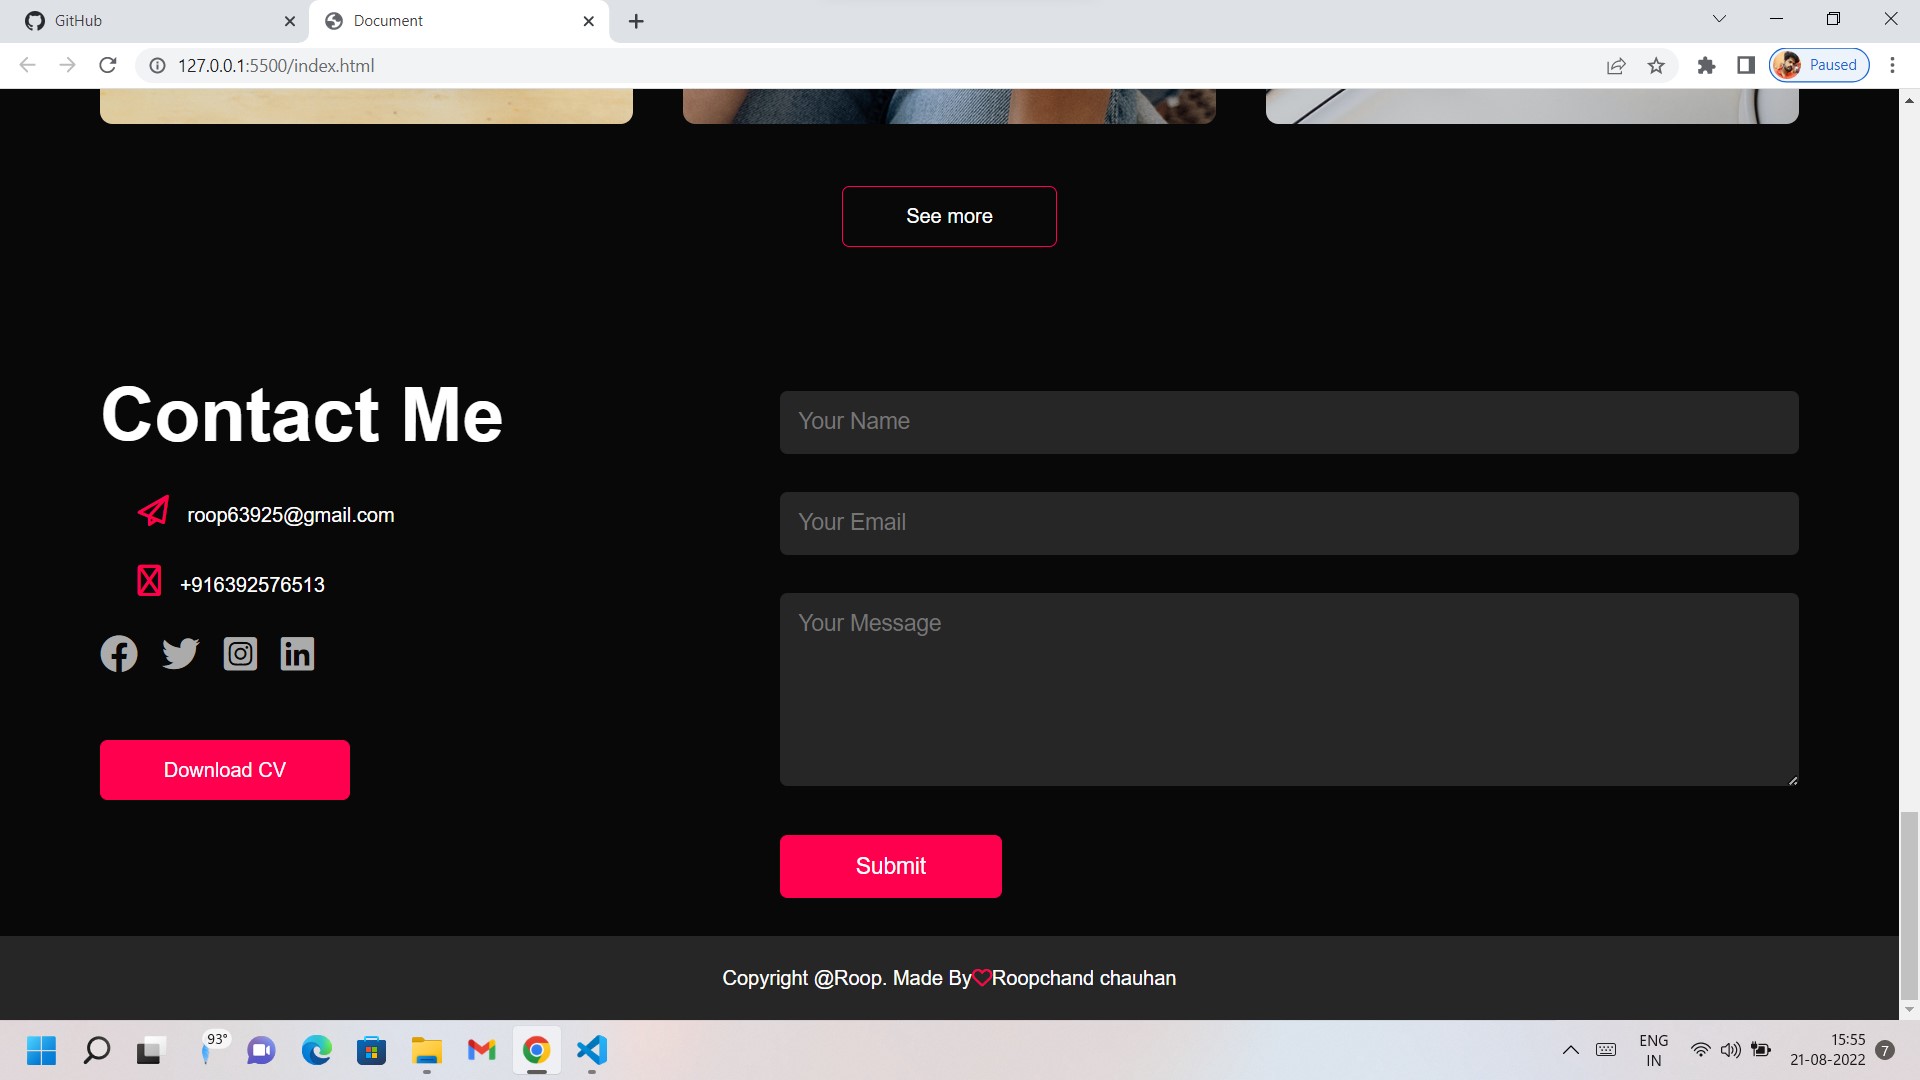 GitHub
Document
127.0.0.1:5500/index.html
Paused
See more
Contact Me
roop63925@gmail.com
+916392576513
Download CV
Your Name
Your Email
Your Message
Submit
Copyright @Roop. Made By Roopchand chauhan
93°
ENG
IN
15:55
21-08-2022
7